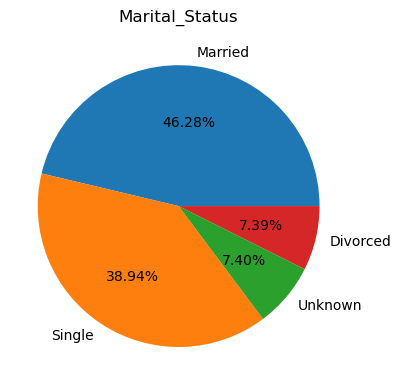 Marital_Status
Married
46.28%
7.39%
Divorced
7.40%
38.94%
Unknown
Single